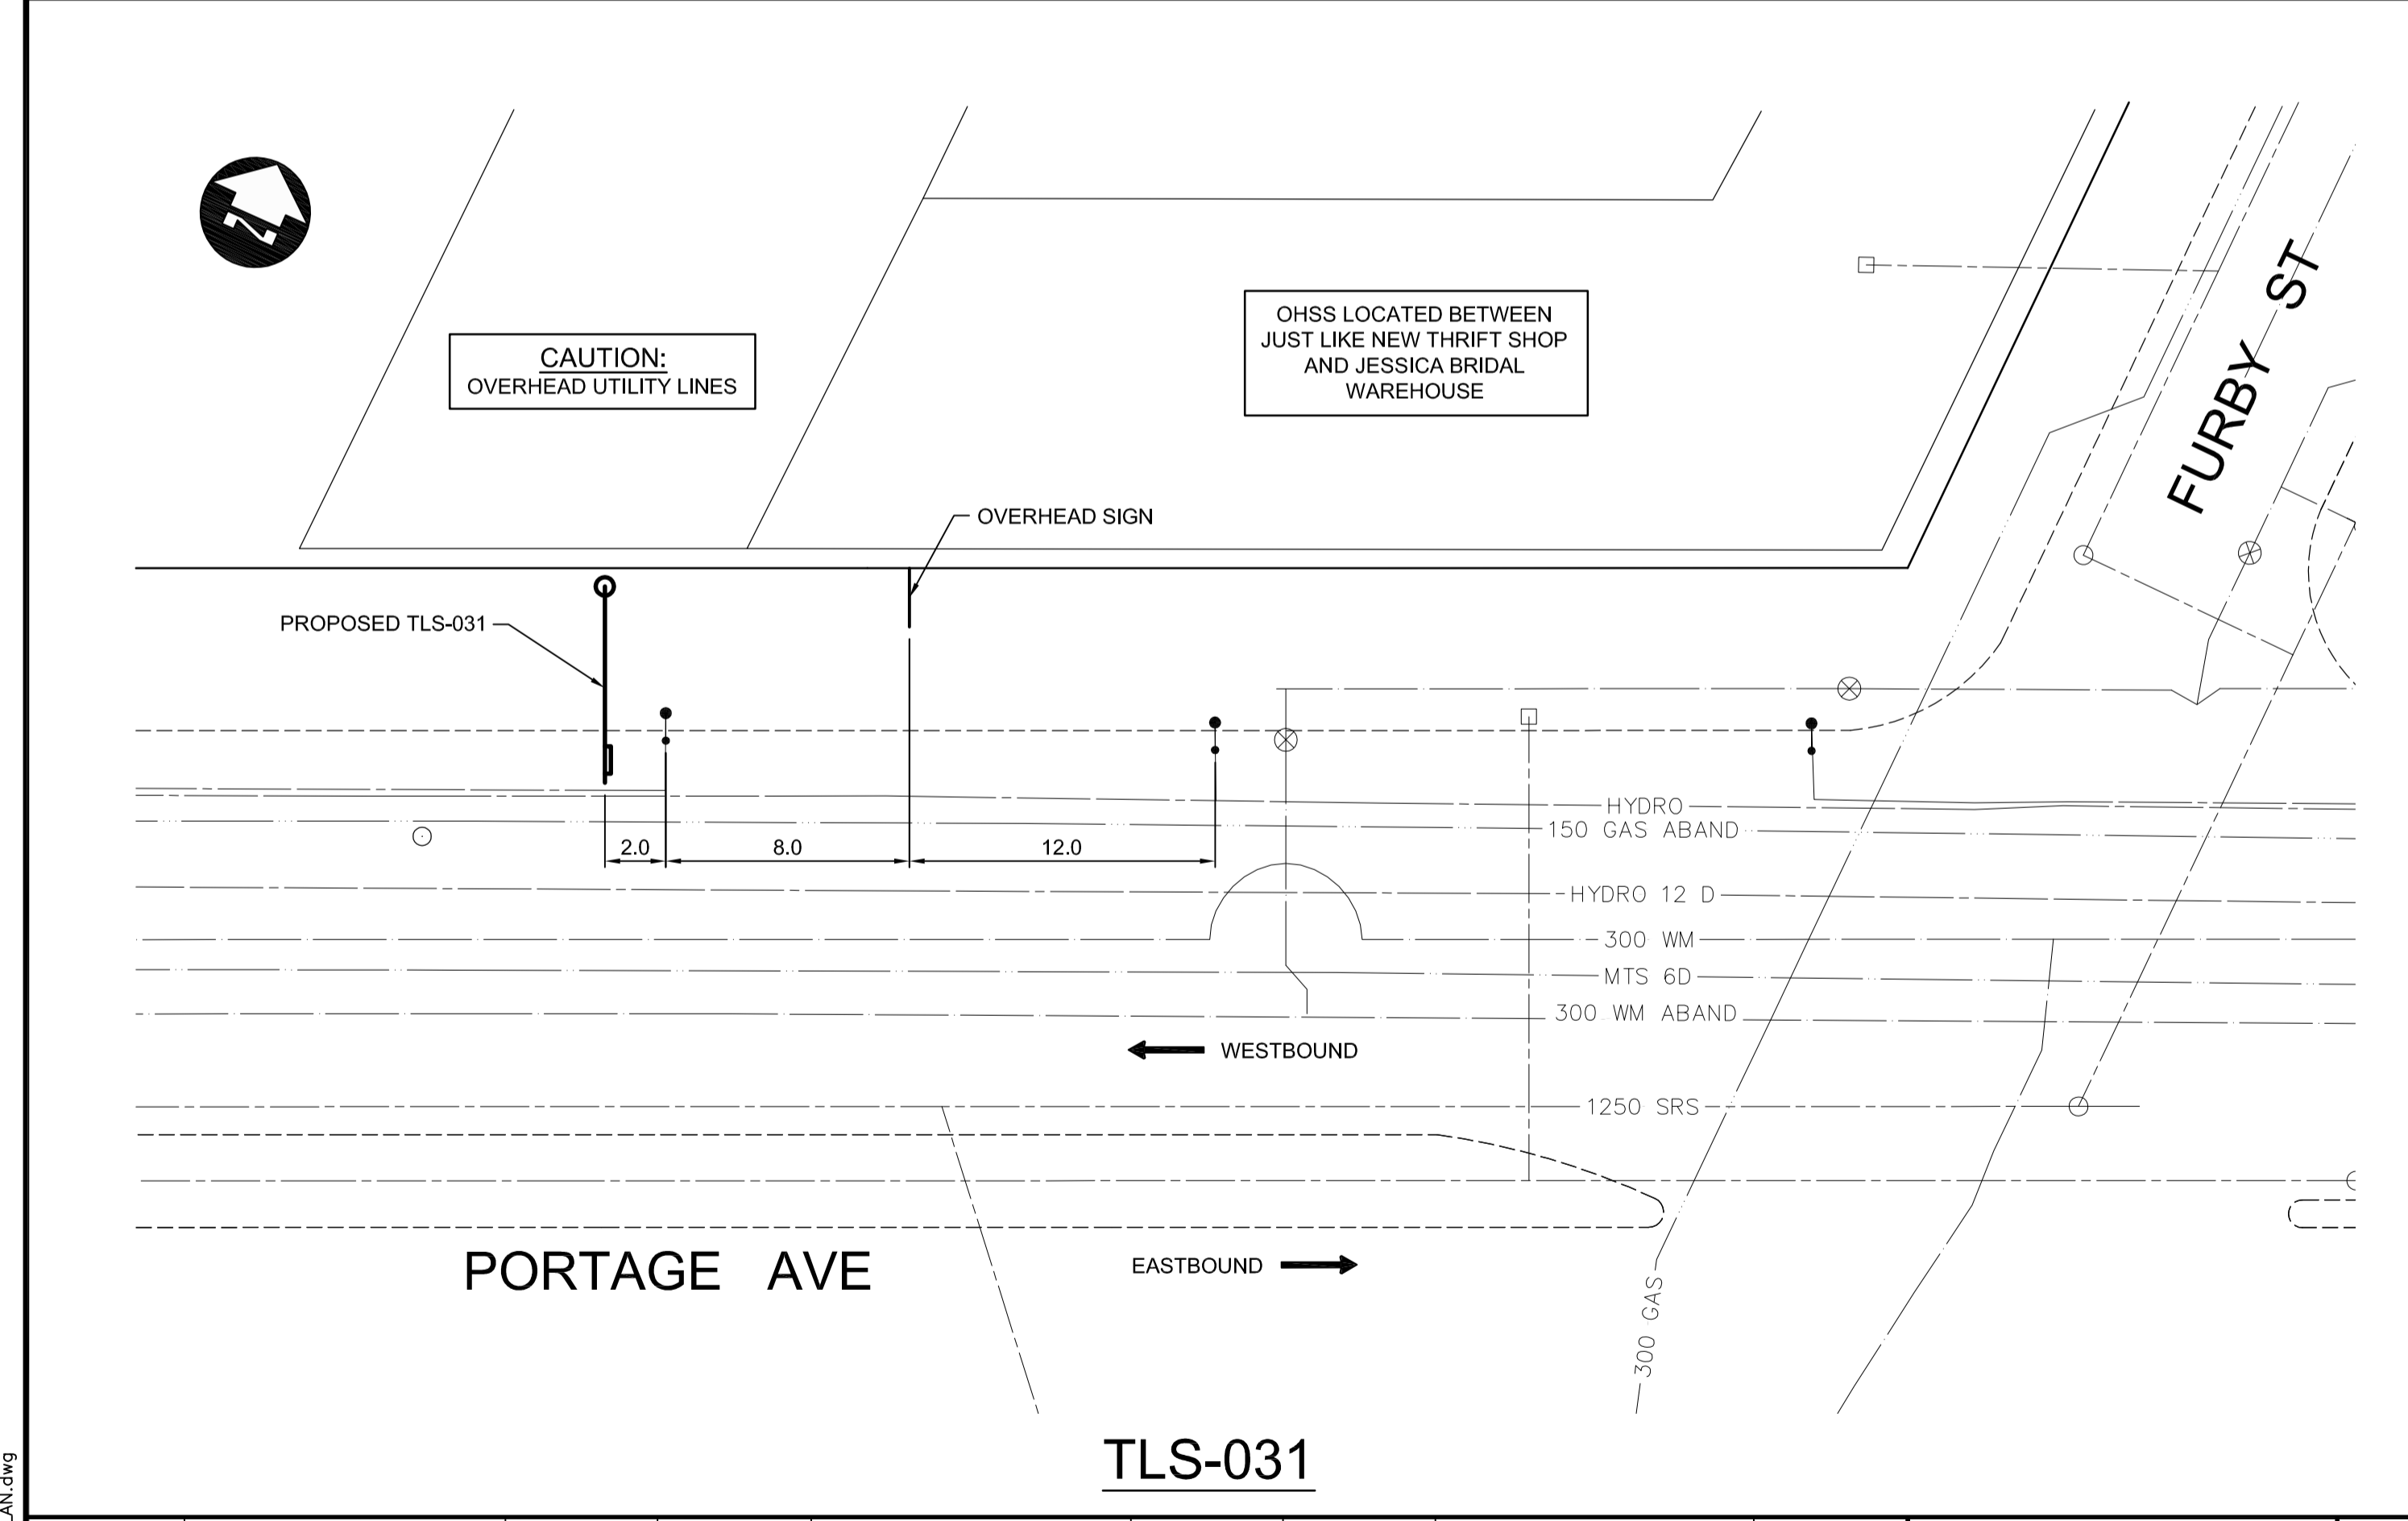 N
CAUTION:
OVERHEAD UTILITY LINES
OHSS LOCATED BETWEEN
JUST LIKE NEW THRIFT SHOP
AND JESSICA BRIDAL
WAREHOUSE
FURBY ST
OVERHEAD SIGN
PROPOSED TLS-031
HYDRO
150 GAS ABAND
2.0 8.0 12.0
HYDRO 12 D
300 WM
MTS 6D
300 WM ABAND
WESTBOUND
1250 SRS
PORTAGE AVE
EASTBOUND
300 GAS
TLS-031
AN.dwg